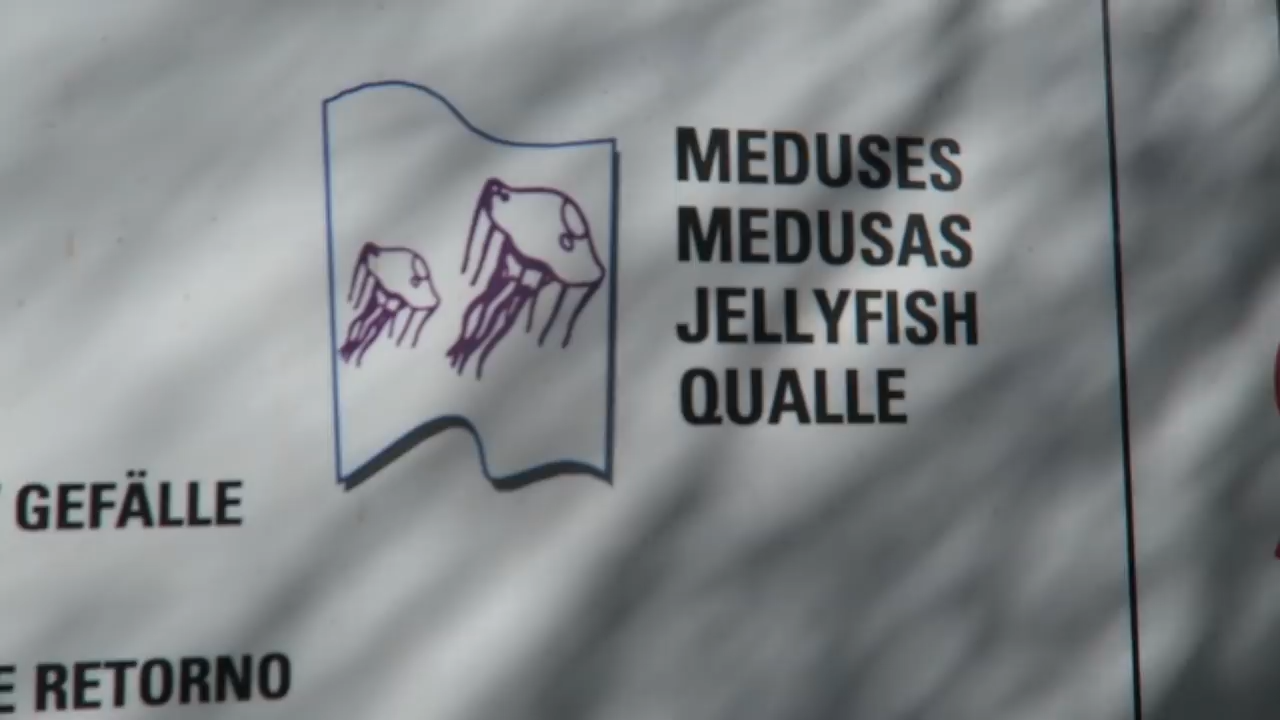 MEDUSES
MEDUSAS
JELLYFISH
QUALLE
GEFÄLLE
E RETORNO